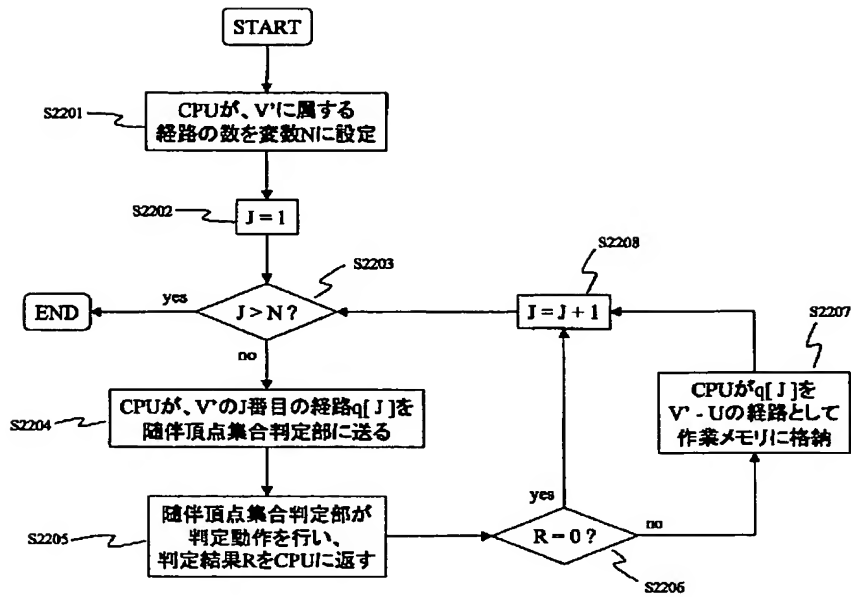 START
S2201
CPUが、V'に属する
経路の数を変数Nに設定
S2202
J = 1
S2203
J > N ?
yes
END
no
S2204
CPUが、V'のJ番目の経路q[ J ]を
随伴頂点集合判定部に送る
S2205
随伴頂点集合判定部が
判定動作を行い、
判定結果RをCPUに返す
R = 0 ?
S2206
yes
no
S2207
CPUがq[ J ]を
V' - Uの経路として
作業メモリに格納
S2208
J = J + 1